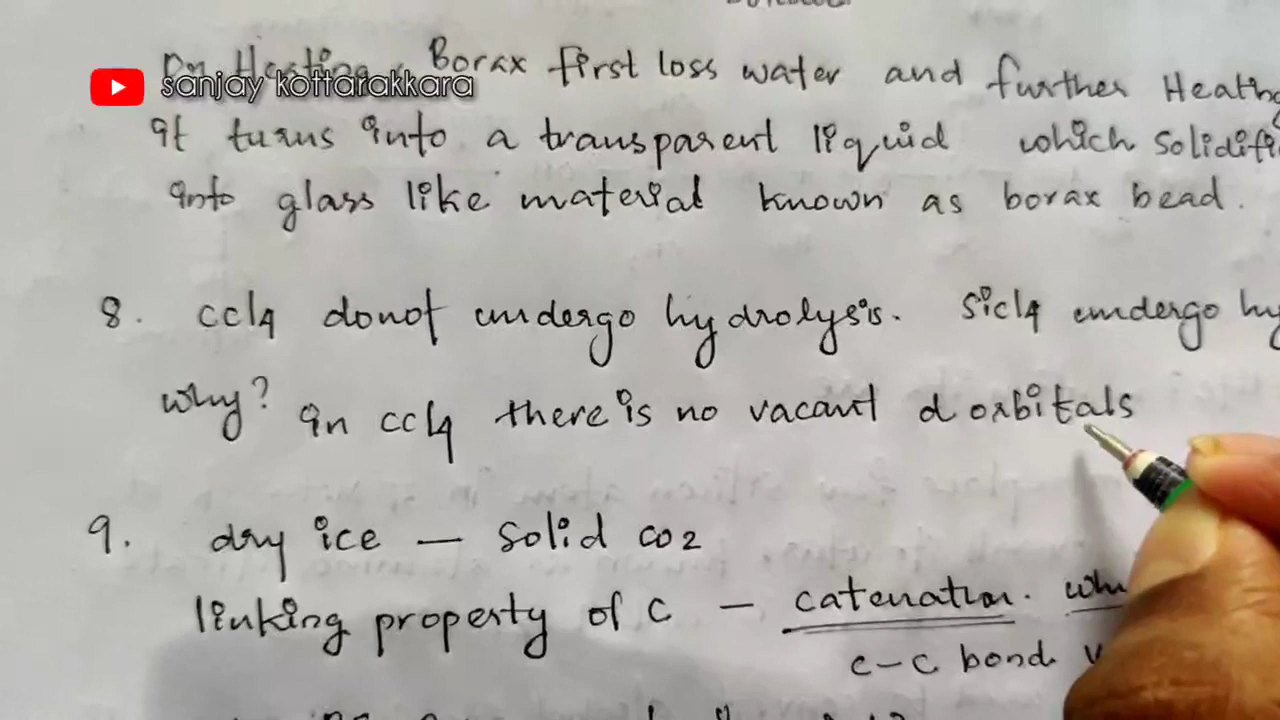 On Heating, Borax first loss water and further Heating
sanjay kottarakkara
it turns into a transparent liquid which
into glass like material known as borax bead.
8. ccl4 donot undergo hydrolysis. Sicl4 undergo
why? in ccl4 there is no vacant d orbitals
9. dry ice — solid co2
linking property of c — catenation.
c-c bond